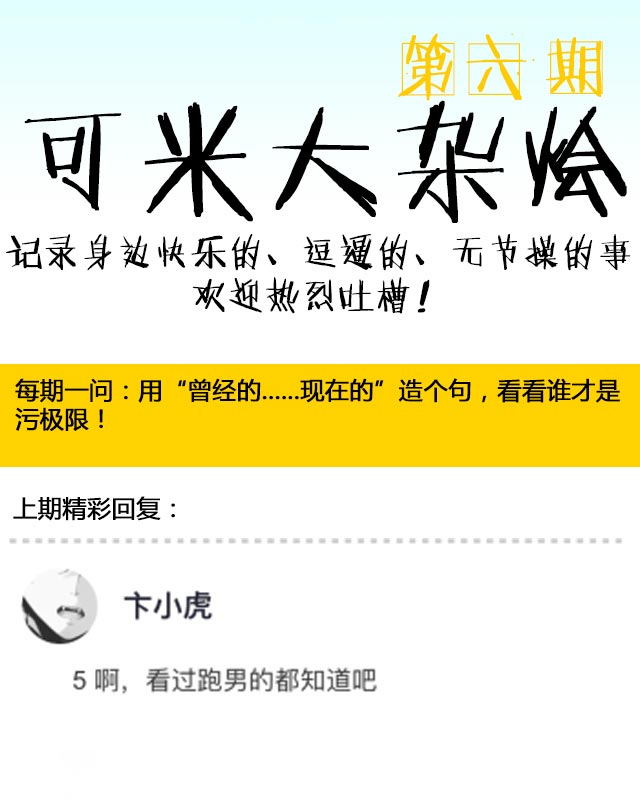 第六期
可米大杂烩
记录身边快乐的、逗逼的、无节操的事
欢迎热烈吐槽！
每期一问：用“曾经的……现在的”造个句，看看谁才是
污极限！
上期精彩回复：
卞小虎
5 啊，看过跑男的都知道吧